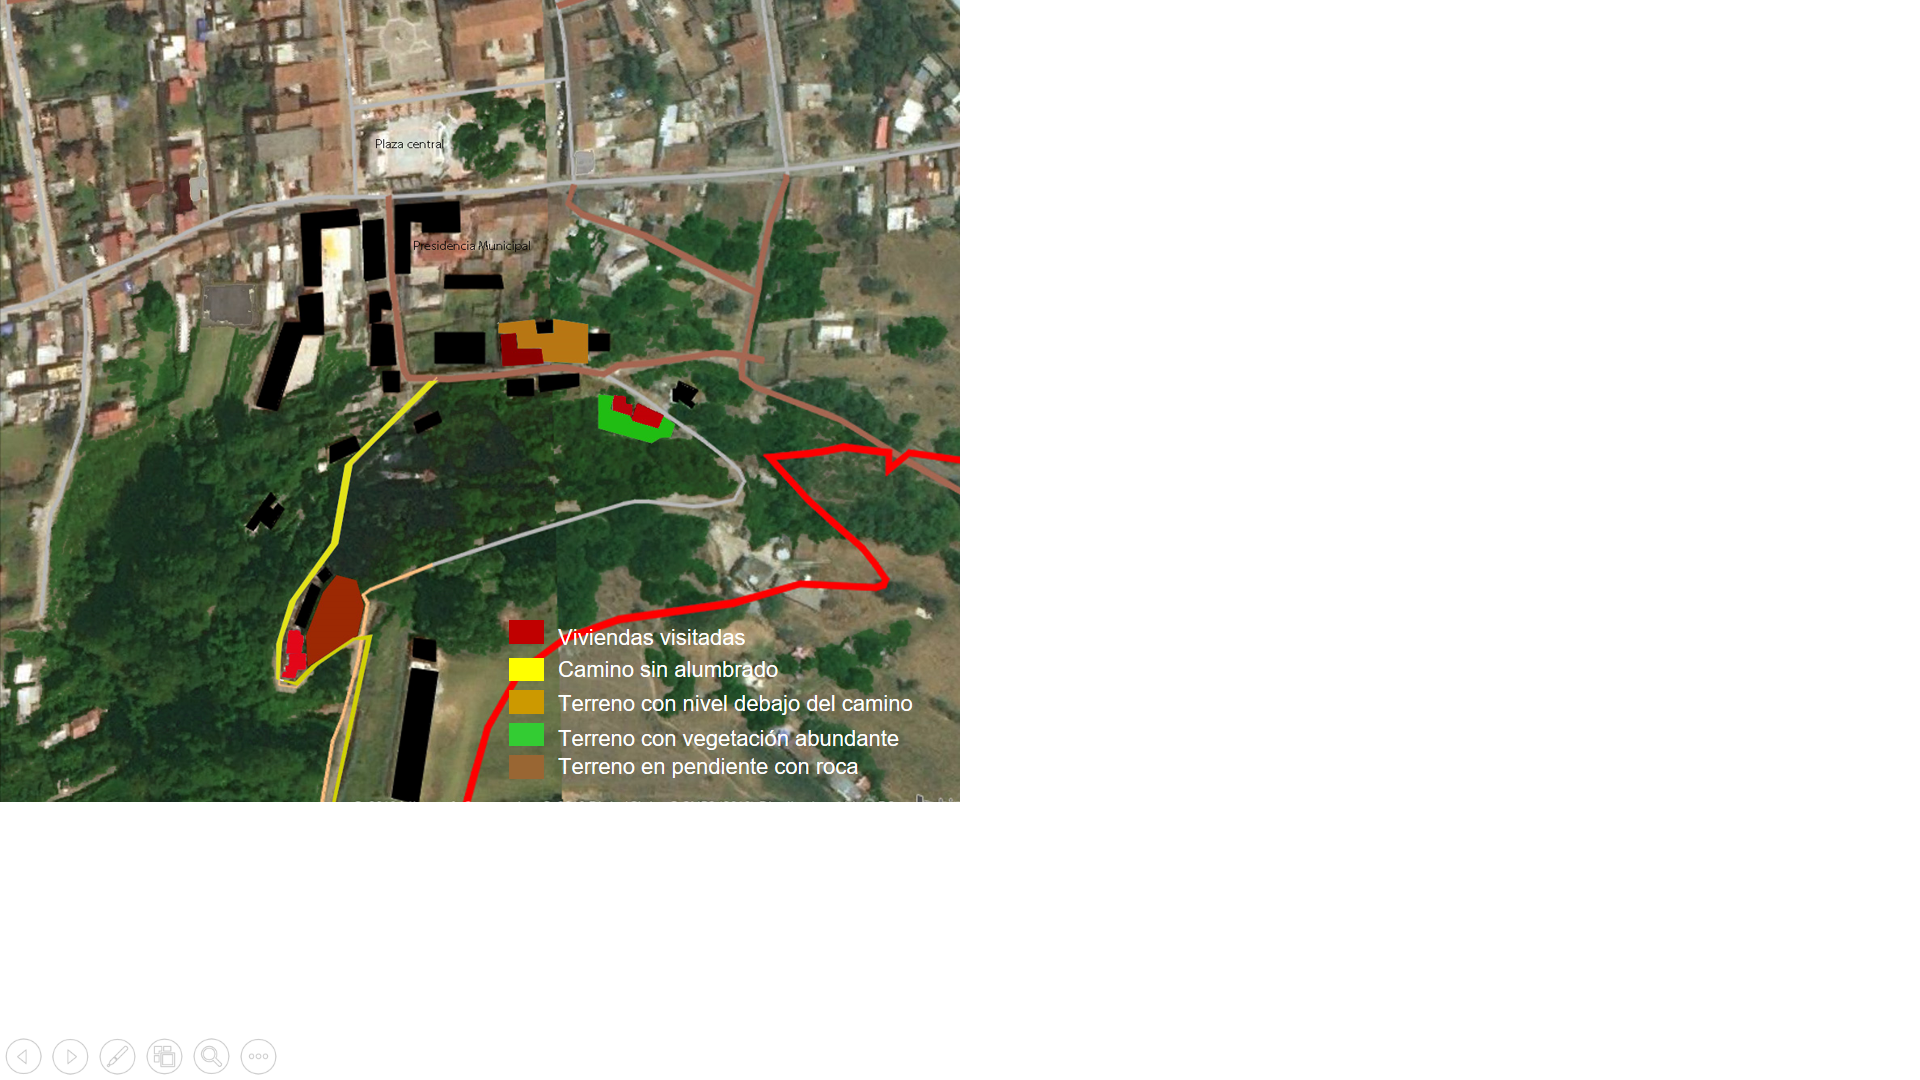 Plaza central
Presidencia Municipal
Viviendas visitadas
Camino sin alumbrado
Terreno con nivel debajo del camino
Terreno con vegetación abundante
Terreno en pendiente con roca